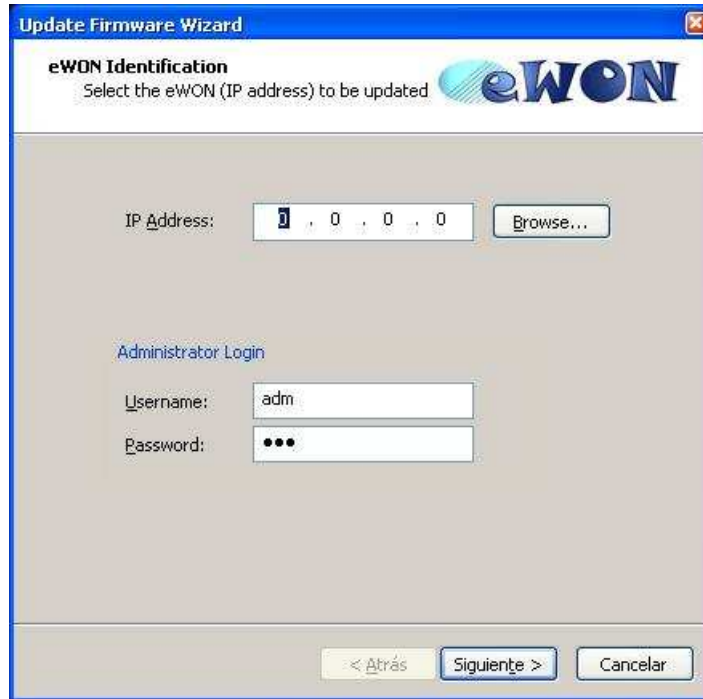 Update Firmware Wizard
eWON Identification
Select the eWON (IP address) to be updated
eWON
IP Address: 0 . 0 . 0 . 0 Browse...
Administrator Login
Username: adm
Password: •••
< Atrás Siguiente > Cancelar